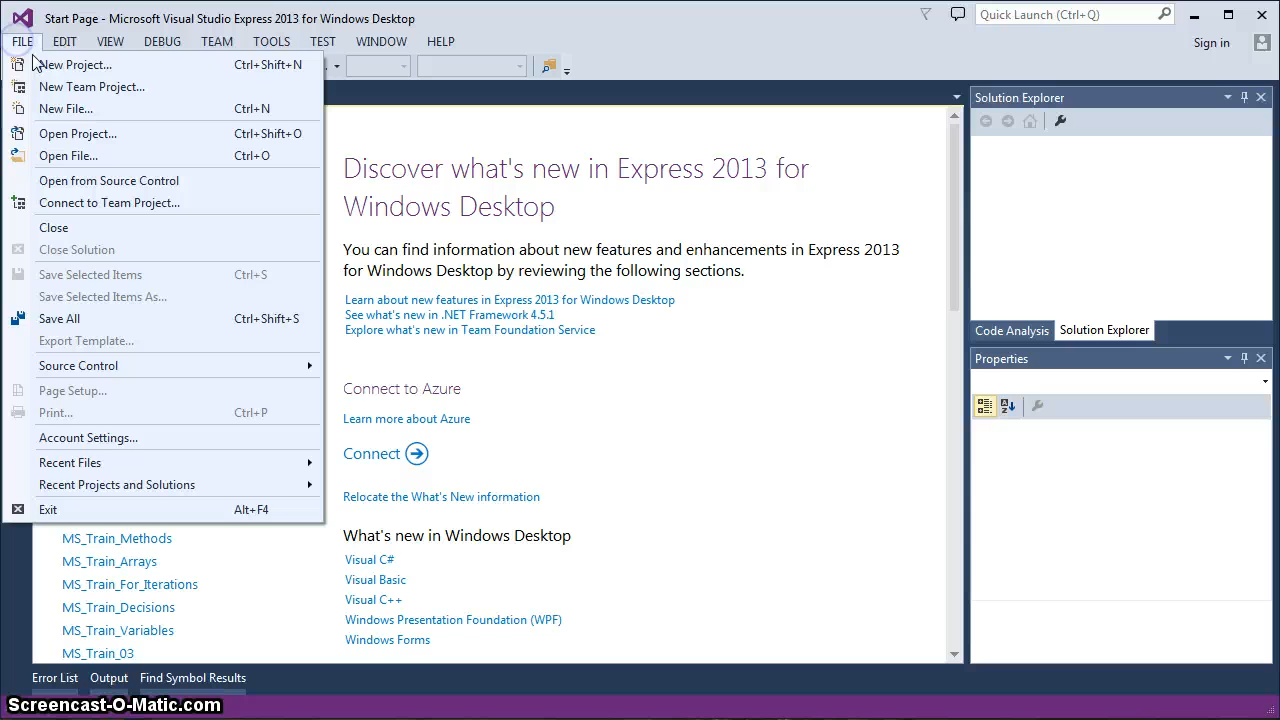 Start Page - Microsoft Visual Studio Express 2013 for Windows Desktop
Quick Launch (Ctrl+Q)
FILE EDIT VIEW DEBUG TEAM TOOLS TEST WINDOW HELP
Sign in
New Project... Ctrl+Shift+N
New Team Project...
New File... Ctrl+N
Open Project... Ctrl+Shift+O
Open File... Ctrl+O
Open from Source Control
Connect to Team Project...
Close
Close Solution
Save Selected Items Ctrl+S
Save Selected Items As...
Save All Ctrl+Shift+S
Export Template...
Source Control
Page Setup...
Print... Ctrl+P
Account Settings...
Recent Files
Recent Projects and Solutions
Exit Alt+F4
MS_Train_Methods
MS_Train_Arrays
MS_Train_For_Iterations
MS_Train_Decisions
MS_Train_Variables
MS_Train_03
Discover what's new in Express 2013 for
Windows Desktop
You can find information about new features and enhancements in Express 2013
for Windows Desktop by reviewing the following sections.
Learn about new features in Express 2013 for Windows Desktop
See what's new in .NET Framework 4.5.1
Explore what's new in Team Foundation Service
Connect to Azure
Learn more about Azure
Connect
Relocate the What's New information
What's new in Windows Desktop
Visual C#
Visual Basic
Visual C++
Windows Presentation Foundation (WPF)
Windows Forms
Solution Explorer
Code Analysis Solution Explorer
Properties
Error List Output Find Symbol Results
Screencast-O-Matic.com